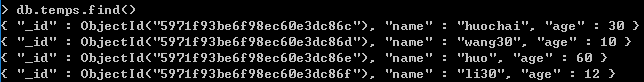 > db.temps.find()
{ "_id" : ObjectId("5971f93be6f98ec60e3dc86c"), "name" : "huochai", "age" : 30 }
{ "_id" : ObjectId("5971f93be6f98ec60e3dc86d"), "name" : "wang30", "age" : 10 }
{ "_id" : ObjectId("5971f93be6f98ec60e3dc86e"), "name" : "huo", "age" : 60 }
{ "_id" : ObjectId("5971f93be6f98ec60e3dc86f"), "name" : "li30", "age" : 12 }